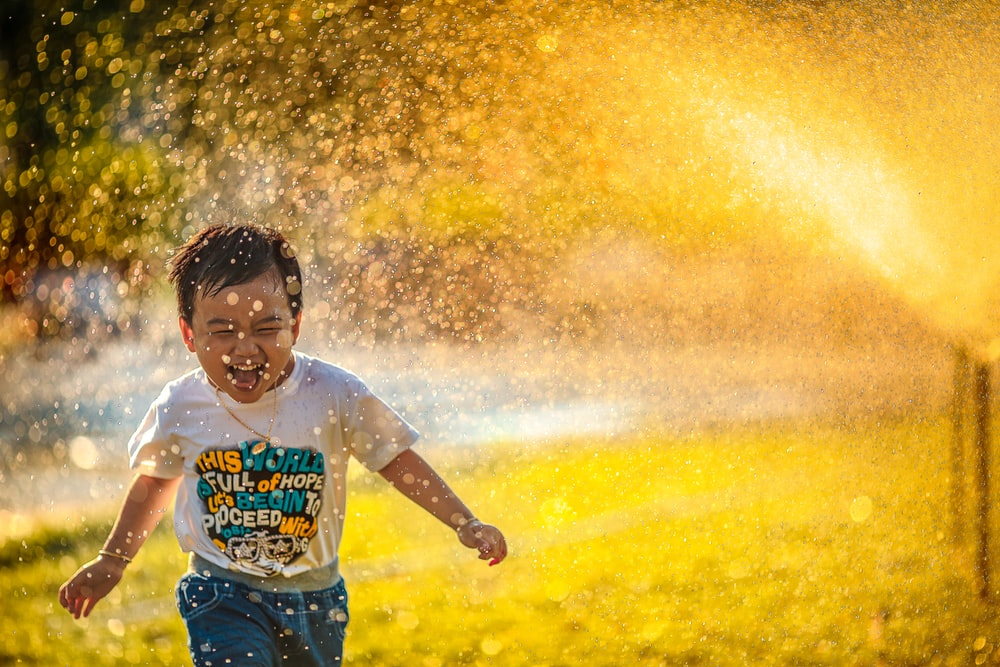 THIS WORLD
FULL of HOPE
LET'S BEGIN TO
PROCEED with